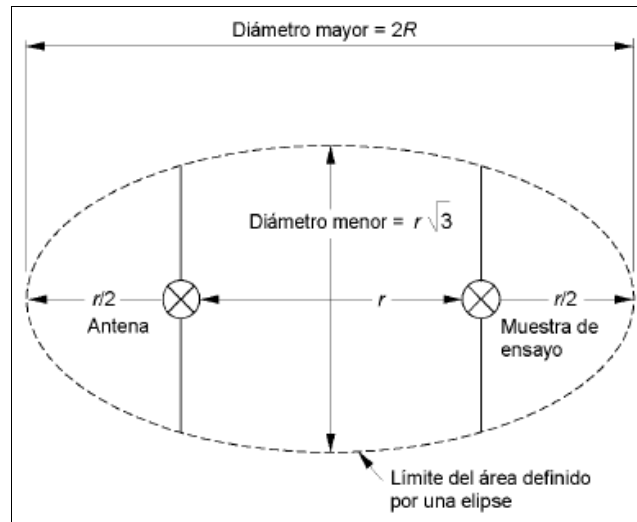 Diámetro mayor = 2R
Diámetro menor = r √3
r/2
r
r/2
Antena
Muestra de
ensayo
Límite del área definido
por una elipse